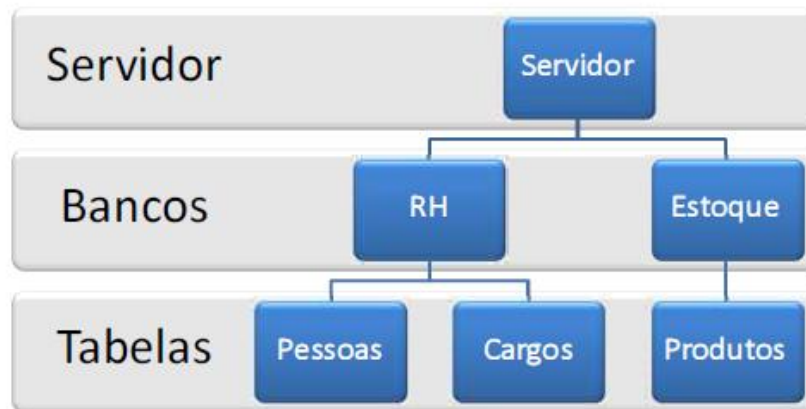 Servidor Servidor
Bancos RH Estoque
Tabelas Pessoas Cargos Produtos